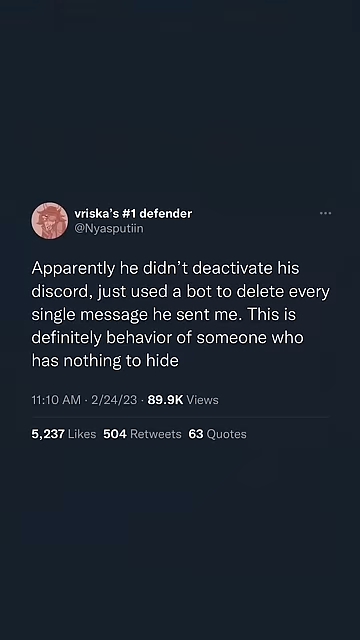 vriska's #1 defender
@Nyasputiin
Apparently he didn't deactivate his
discord, just used a bot to delete every
single message he sent me. This is
definitely behavior of someone who
has nothing to hide
11:10 AM · 2/24/23 · 89.9K Views
5,237 Likes 504 Retweets 63 Quotes